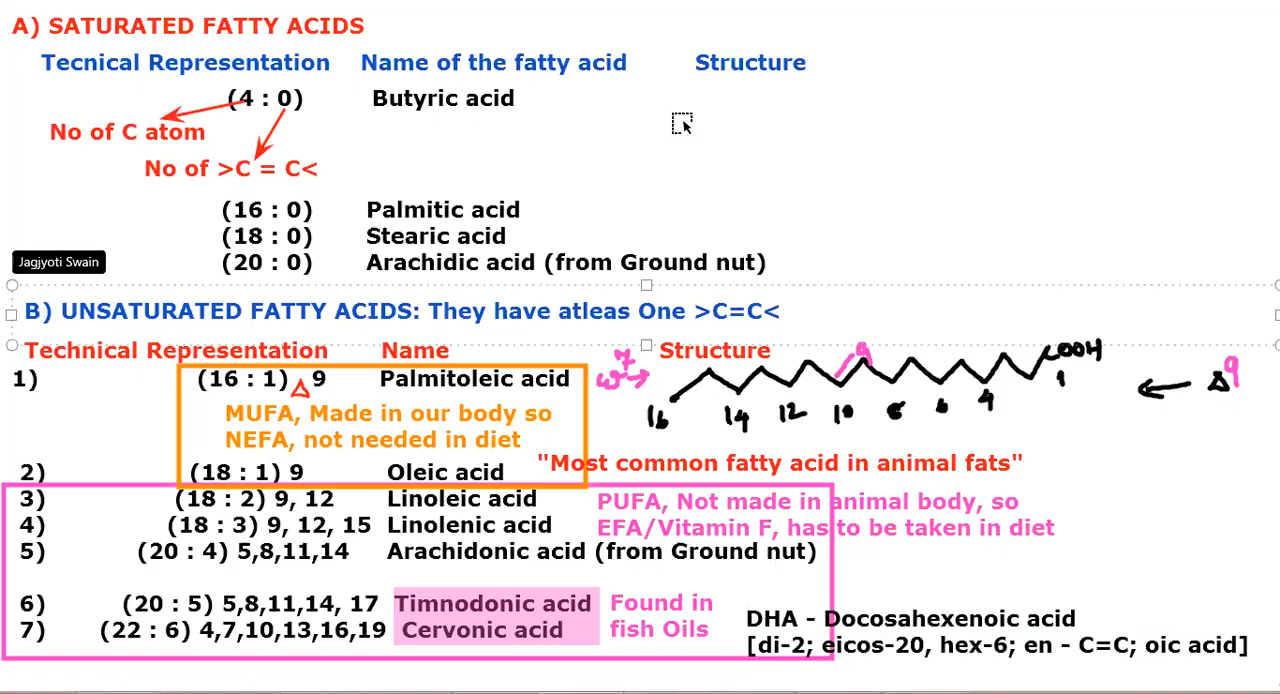 A) SATURATED FATTY ACIDS
Tecnical Representation Name of the fatty acid Structure
(4 : 0) Butyric acid
No of C atom
No of >C = C<
(16 : 0) Palmitic acid
(18 : 0) Stearic acid
Jagjyoti Swain
(20 : 0) Arachidic acid (from Ground nut)
B) UNSATURATED FATTY ACIDS: They have atleas One >C=C<
Technical Representation Name Structure
1) (16 : 1) Δ 9 Palmitoleic acid
ω 7 9 COOH
16 14 12 10 8 6 4 1 Δ 9
MUFA, Made in our body so
NEFA, not needed in diet
2) (18 : 1) 9 Oleic acid "Most common fatty acid in animal fats"
3) (18 : 2) 9, 12 Linoleic acid PUFA, Not made in animal body, so
4) (18 : 3) 9, 12, 15 Linolenic acid EFA/Vitamin F, has to be taken in diet
5) (20 : 4) 5,8,11,14 Arachidonic acid (from Ground nut)
6) (20 : 5) 5,8,11,14, 17 Timnodonic acid Found in
7) (22 : 6) 4,7,10,13,16,19 Cervonic acid fish Oils
DHA - Docosahexenoic acid
[di-2; eicos-20, hex-6; en - C=C; oic acid]